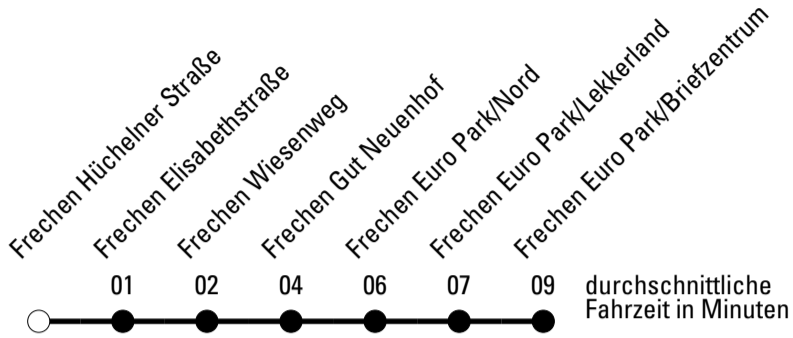 Frechen Hüchelner Straße
Frechen Elisabethstraße
Frechen Wiesenweg
Frechen Gut Neuenhof
Frechen Euro Park/Nord
Frechen Euro Park/Lekkerland
Frechen Euro Park/Briefzentrum
01 02 04 06 07 09 durchschnittliche
Fahrzeit in Minuten